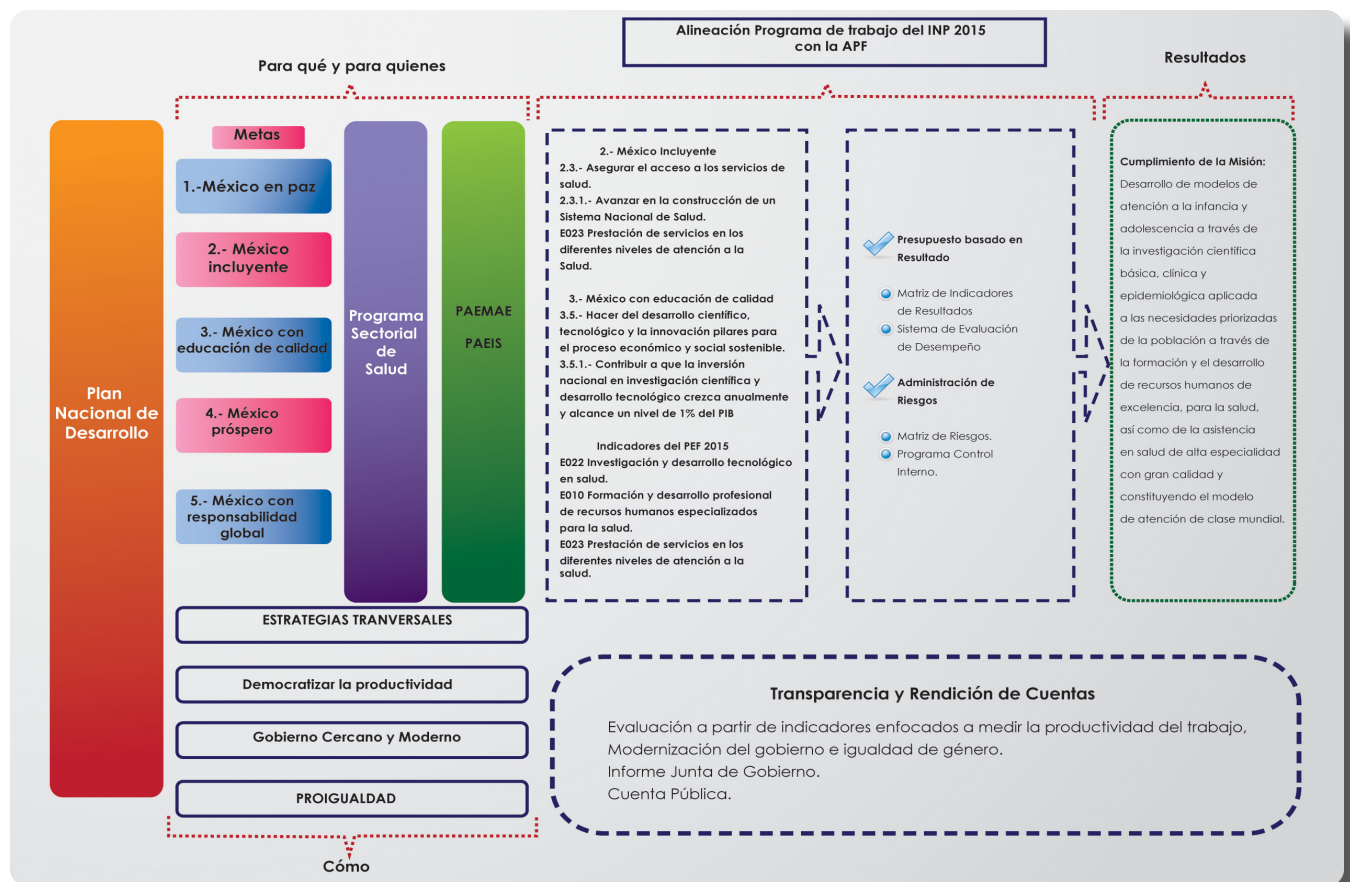 Alineación Programa de trabajo del INP 2015
con la APF
Para qué y para quienes
Resultados
Plan
Nacional de
Desarrollo
Metas
1.-México en paz
2.- México
incluyente
3.- México con
educación de calidad
4.- México
próspero
5.- México con
responsabilidad
global
Programa
Sectorial
de
Salud
PAEMAE
PAEIS
2.- México Incluyente
2.3.- Asegurar el acceso a los servicios de
salud.
2.3.1.- Avanzar en la construcción de un
Sistema Nacional de Salud.
E023 Prestación de servicios en los
diferentes niveles de atención a la
Salud.
3.- México con educación de calidad
3.5.- Hacer del desarrollo científico,
tecnológico y la innovación pilares para
el proceso económico y social sostenible.
3.5.1.- Contribuir a que la inversión
nacional en investigación científica y
desarrollo tecnológico crezca anualmente
y alcance un nivel de 1% del PIB
Indicadores del PEF 2015
E022 Investigación y desarrollo tecnológico
en salud.
E010 Formación y desarrollo profesional
de recursos humanos especializados
para la salud.
E023 Prestación de servicios en los
diferentes niveles de atención a la
salud.
Presupuesto basado en
Resultado
Matriz de Indicadores
de Resultados
Sistema de Evaluación
de Desempeño
Administración de
Riesgos
Matriz de Riesgos.
Programa Control
Interno.
Cumplimiento de la Misión:
Desarrollo de modelos de
atención a la infancia y
adolescencia a través de
la investigación científica
básica, clínica y
epidemiológica aplicada
a las necesidades priorizadas
de la población a través de
la formación y el desarrollo
de recursos humanos de
excelencia, para la salud,
así como de la asistencia
en salud de alta especialidad
con gran calidad y
constituyendo el modelo
de atención de clase mundial.
ESTRATEGIAS TRANVERSALES
Democratizar la productividad
Gobierno Cercano y Moderno
PROIGUALDAD
Cómo
Transparencia y Rendición de Cuentas
Evaluación a partir de indicadores enfocados a medir la productividad del trabajo,
Modernización del gobierno e igualdad de género.
Informe Junta de Gobierno.
Cuenta Pública.